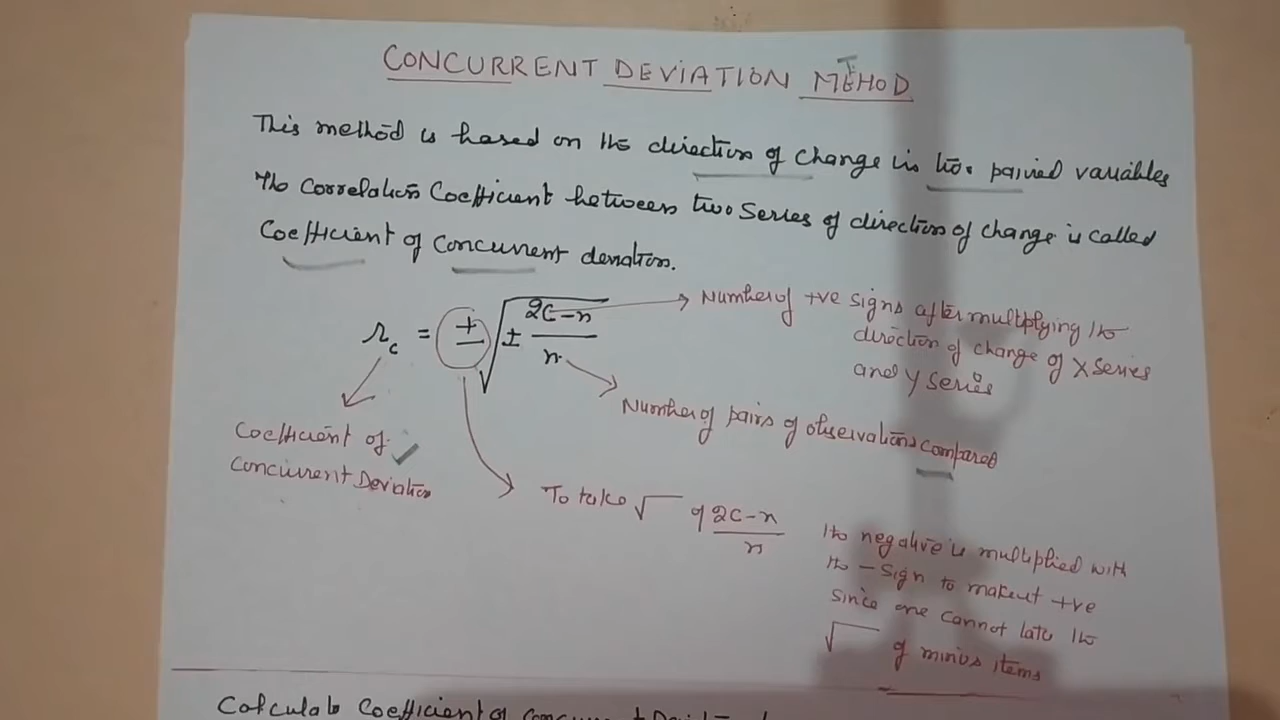 CONCURRENT DEVIATION METHOD
This method is based on the direction of change in two paired variables
The Correlation Coefficient between two Series of direction of change is called
Coefficient of Concurrent deviation.
r_c = ± √(± (2C-n)/n)
Number of +ve signs after multiplying the
direction of change of X series
and y series
Number of pairs of observations compared
Coefficient of
Concurrent Deviation
To take √ of (2C-n)/n
the negative is multiplied with
the - sign to make it +ve
Since one cannot take the
√ of minus items
Calculate Coefficient of Concurrent